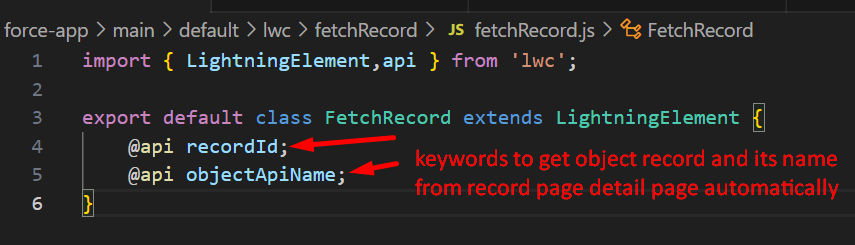 force-app > main > default > lwc > fetchRecord > JS fetchRecord.js > FetchRecord
1 import { LightningElement,api } from 'lwc';
2
3 export default class FetchRecord extends LightningElement {
4 @api recordId;
5 @api objectApiName;
6 }
keywords to get object record and its name
from record page detail page automatically